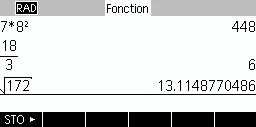 RAD Fonction
7*8² 448
18
3 6
√172 13.1148770486
STO ►